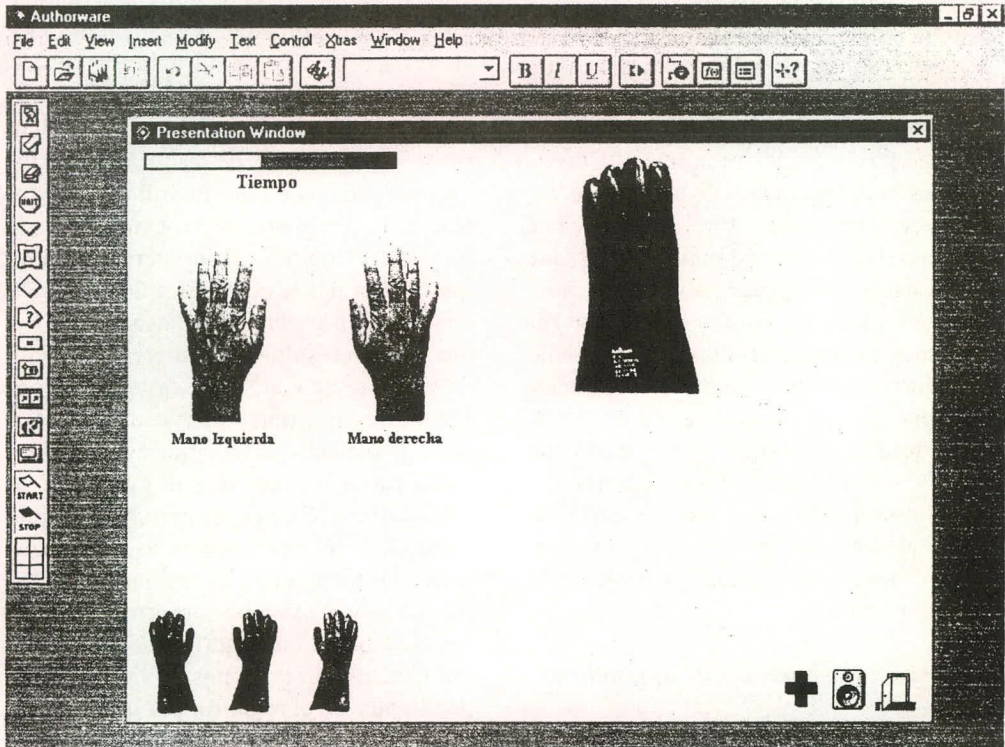 Authorware
File Edit View Insert Modify Text Control Xtras Window Help
B I U
Presentation Window
Tiempo
WAIT
Mano Izquierda Mano derecha
START
STOP